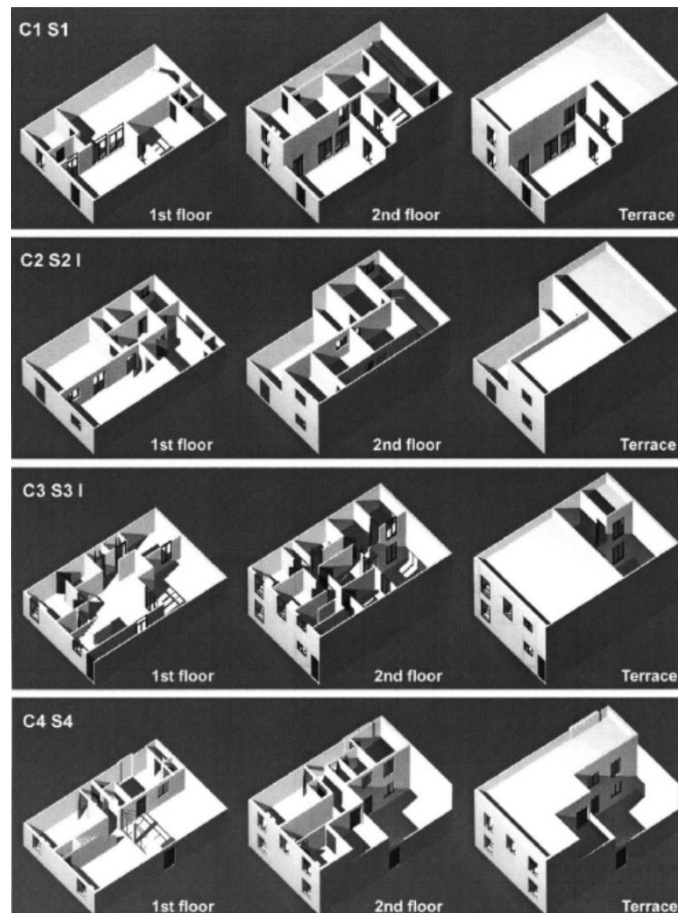 C1 S1
1st floor
2nd floor
Terrace
C2 S2 I
1st floor
2nd floor
Terrace
C3 S3 I
1st floor
2nd floor
Terrace
C4 S4
1st floor
2nd floor
Terrace